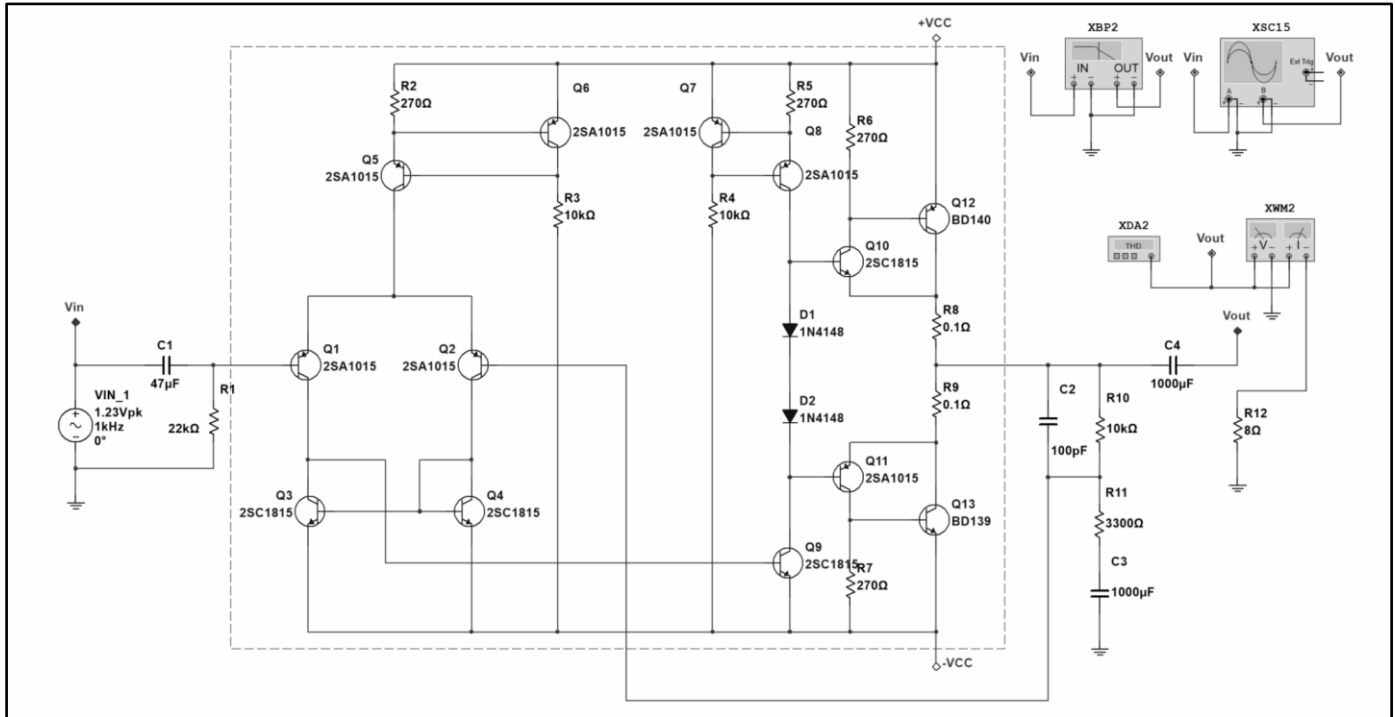 +VCC
XBP2
IN OUT
+ − + −
Vin
Vout
XSC15
Ext Trig
+
−
A B
+ − + −
Vin
Vout
R2
270Ω
Q6
2SA1015
Q5
2SA1015
R3
10kΩ
Q7
2SA1015
R5
270Ω
Q8
2SA1015
R4
10kΩ
R6
270Ω
Q12
BD140
Q10
2SC1815
XDA2
THD
Vout
XWM2
V I
+ − + −
Vin
C1
47µF
R1
22kΩ
VIN_1
1.23Vpk
1kHz
0°
Q1
2SA1015
Q2
2SA1015
D1
1N4148
D2
1N4148
R8
0.1Ω
R9
0.1Ω
C2
100pF
R10
10kΩ
C4
1000µF
Vout
R12
8Ω
Q3
2SC1815
Q4
2SC1815
Q11
2SA1015
Q13
BD139
Q9
2SC1815
R7
270Ω
R11
3300Ω
C3
1000µF
-VCC